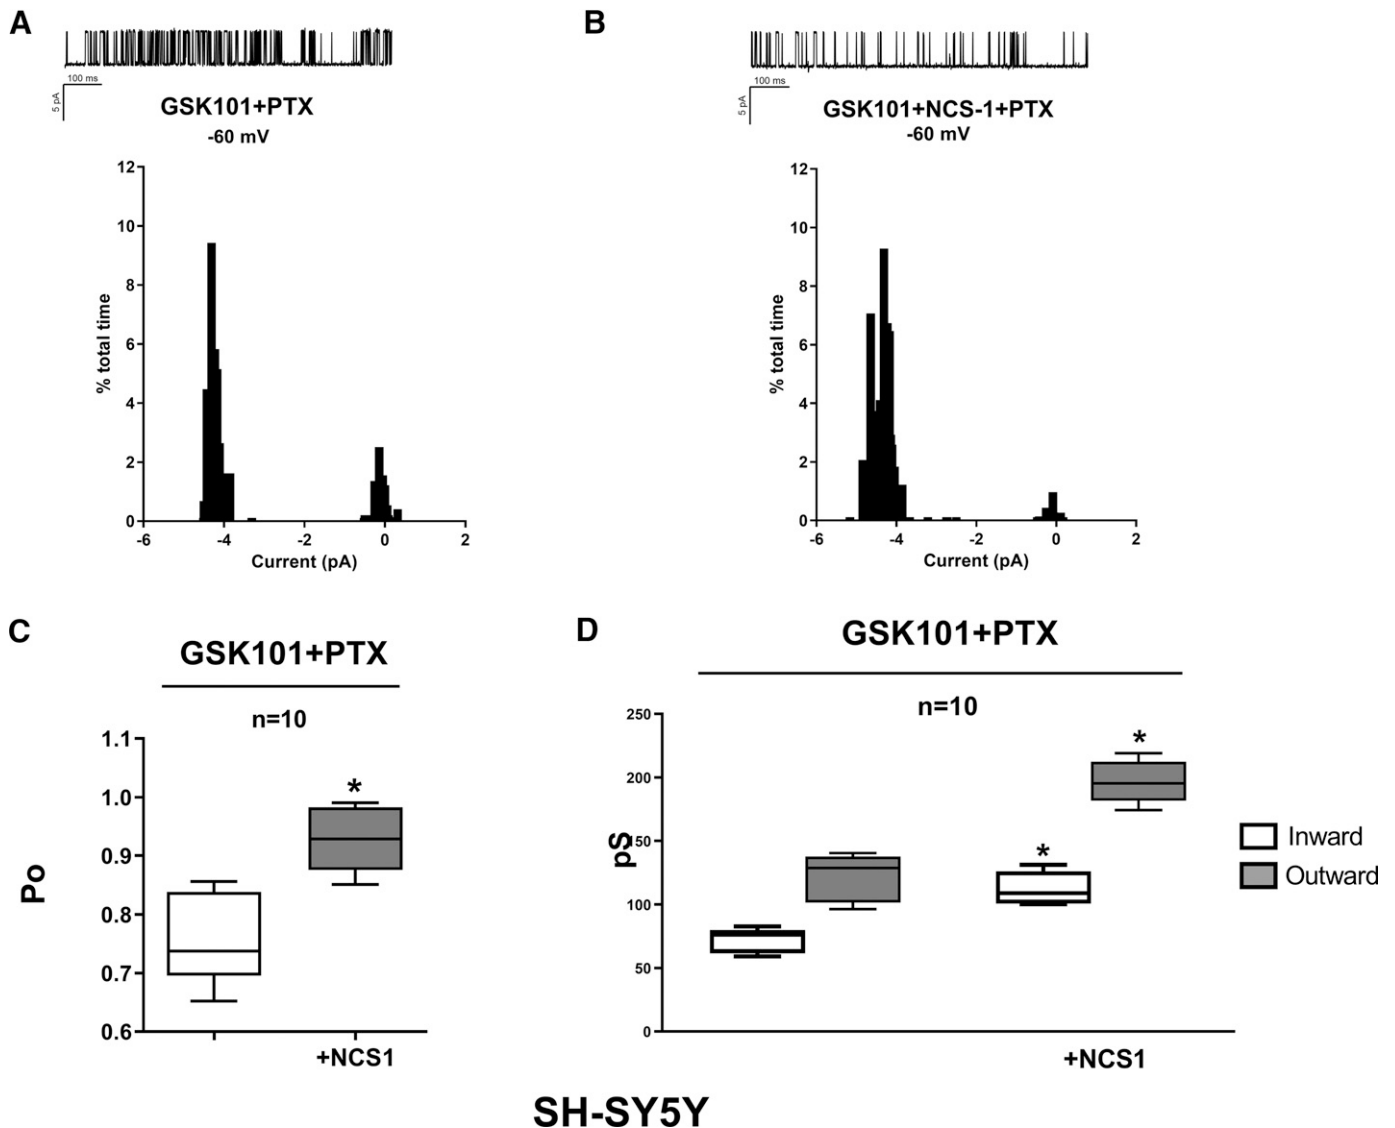 A
100 ms
5 pA
GSK101+PTX
-60 mV
12
10
8
6
4
2
0
% total time
-6 -4 -2 0 2
Current (pA)
B
100 ms
5 pA
GSK101+NCS-1+PTX
-60 mV
12
10
8
6
4
2
0
% total time
-6 -4 -2 0 2
Current (pA)
C
GSK101+PTX
n=10
1.1
1.0
0.9
0.8
0.7
0.6
Po
*
+NCS1
D
GSK101+PTX
n=10
250
200
150
100
50
0
pS
*
*
+NCS1
Inward
Outward
SH-SY5Y